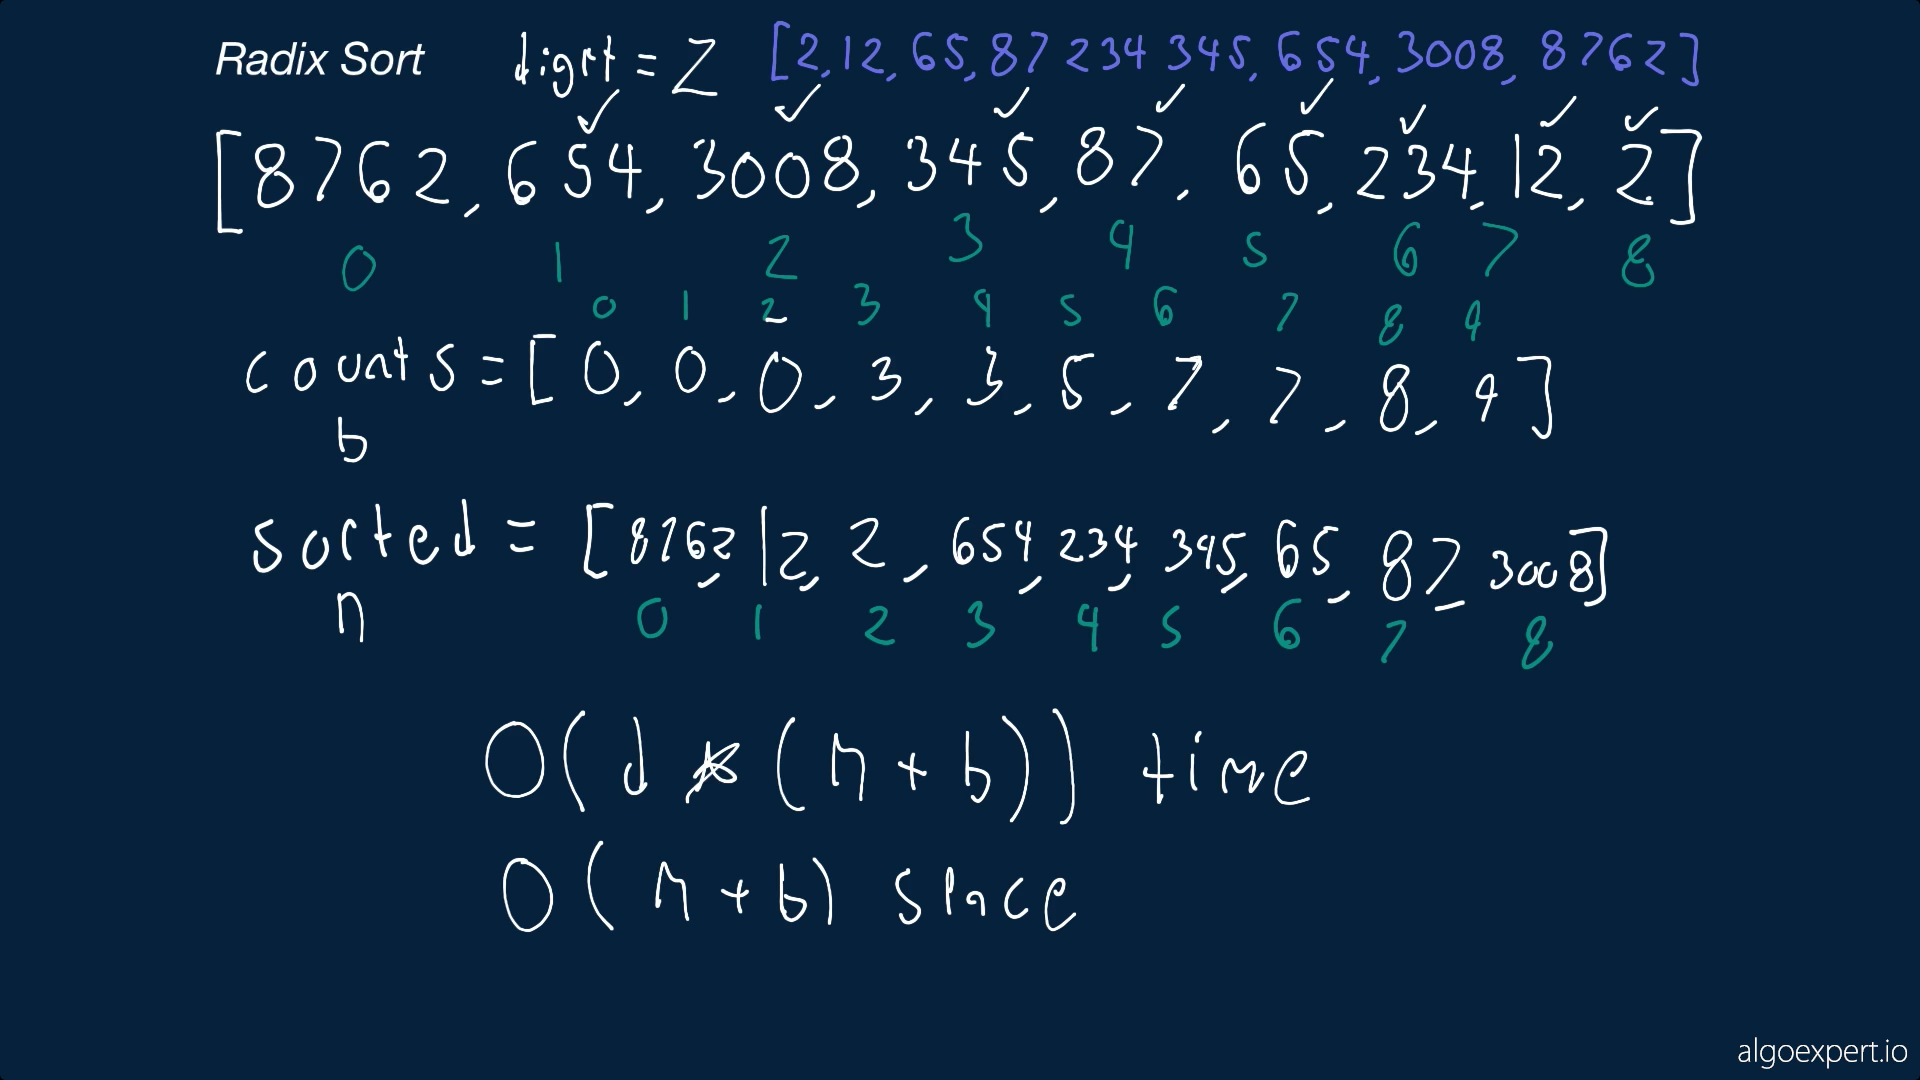 Radix Sort digit = 2 [2, 12, 65, 87 234 345, 654, 3008, 8762]
[8762, 654, 3008, 345, 87, 65, 234, 12, 2]
0 1 2 3 4 5 6 7 8
0 1 2 3 4 5 6 7 8 9
counts = [0, 0, 0, 3, 3, 5, 7, 7, 8, 9]
b
sorted = [8762, 12, 2, 654, 234, 345, 65, 87 3008]
n 0 1 2 3 4 5 6 7 8
O(d * (n + b)) time
O(n + b) space
algoexpert.io